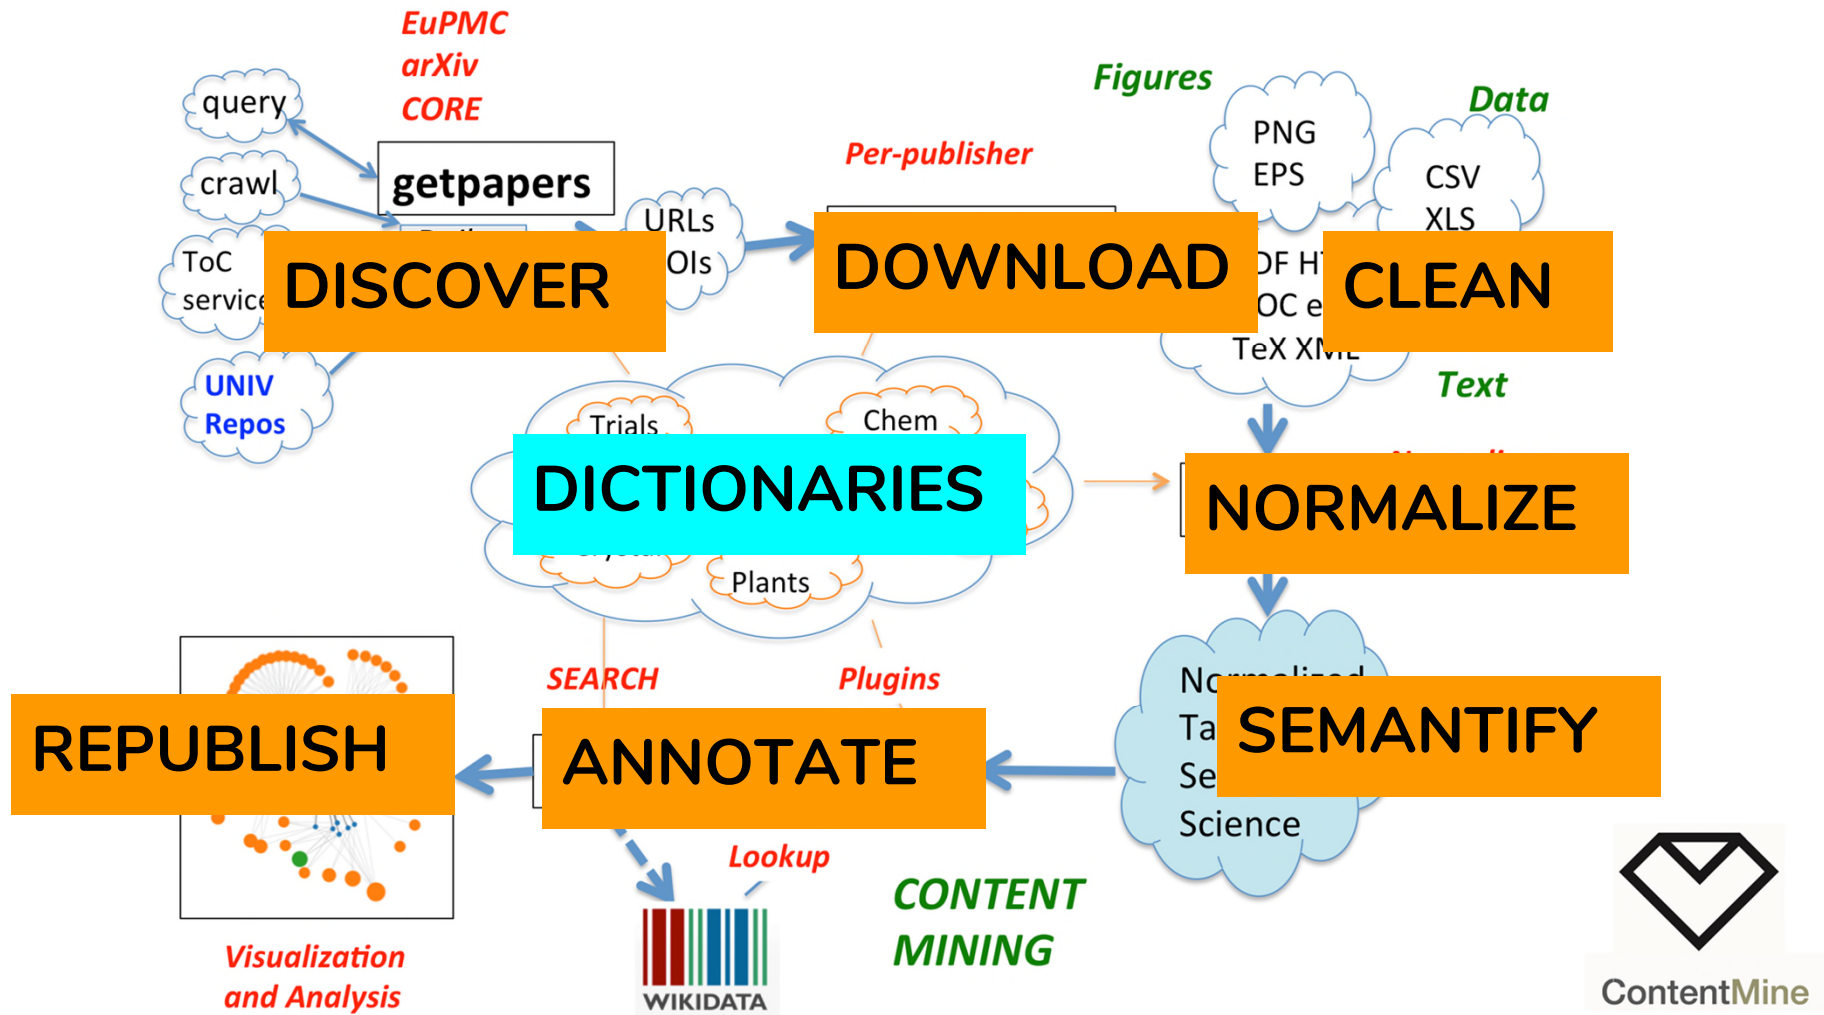 EuPMC
arXiv
CORE
query
crawl
ToC
UNIV
Repos
getpapers
DISCOVER
URLs
Per-publisher
DOWNLOAD
Figures
PNG
EPS
Data
CSV
XLS
CLEAN
TeX XML
Text
Trials
Chem
DICTIONARIES
Plants
NORMALIZE
SEMANTIFY
Science
SEARCH
Plugins
ANNOTATE
REPUBLISH
Lookup
WIKIDATA
Visualization
and Analysis
CONTENT
MINING
ContentMine